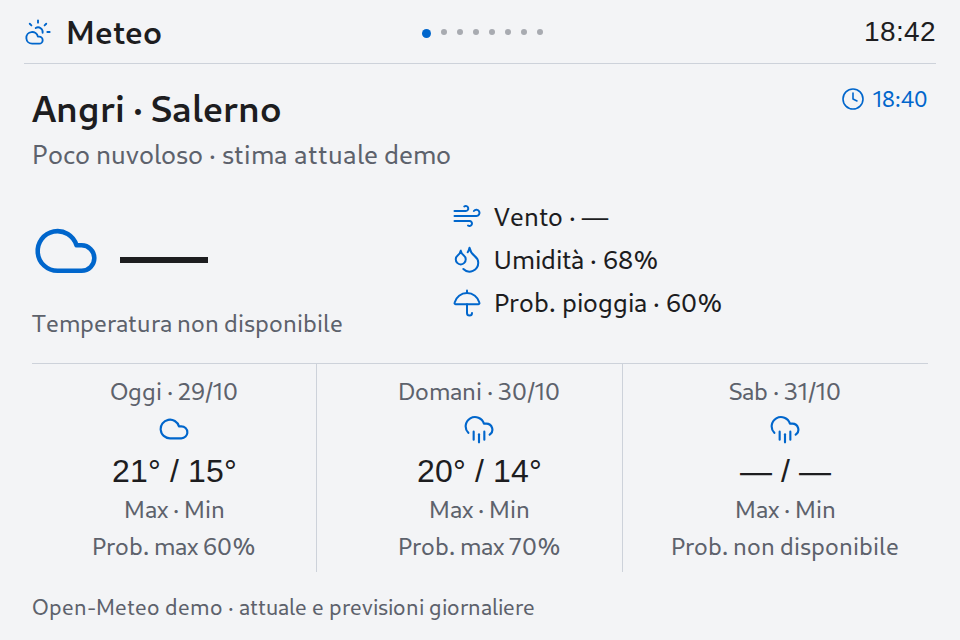 Meteo
18:42
Angri · Salerno
18:40
Poco nuvoloso · stima attuale demo
—
Vento · —
Umidità · 68%
Prob. pioggia · 60%
Temperatura non disponibile
Oggi · 29/10
21° / 15°
Max · Min
Prob. max 60%
Domani · 30/10
20° / 14°
Max · Min
Prob. max 70%
Sab · 31/10
— / —
Max · Min
Prob. non disponibile
Open-Meteo demo · attuale e previsioni giornaliere